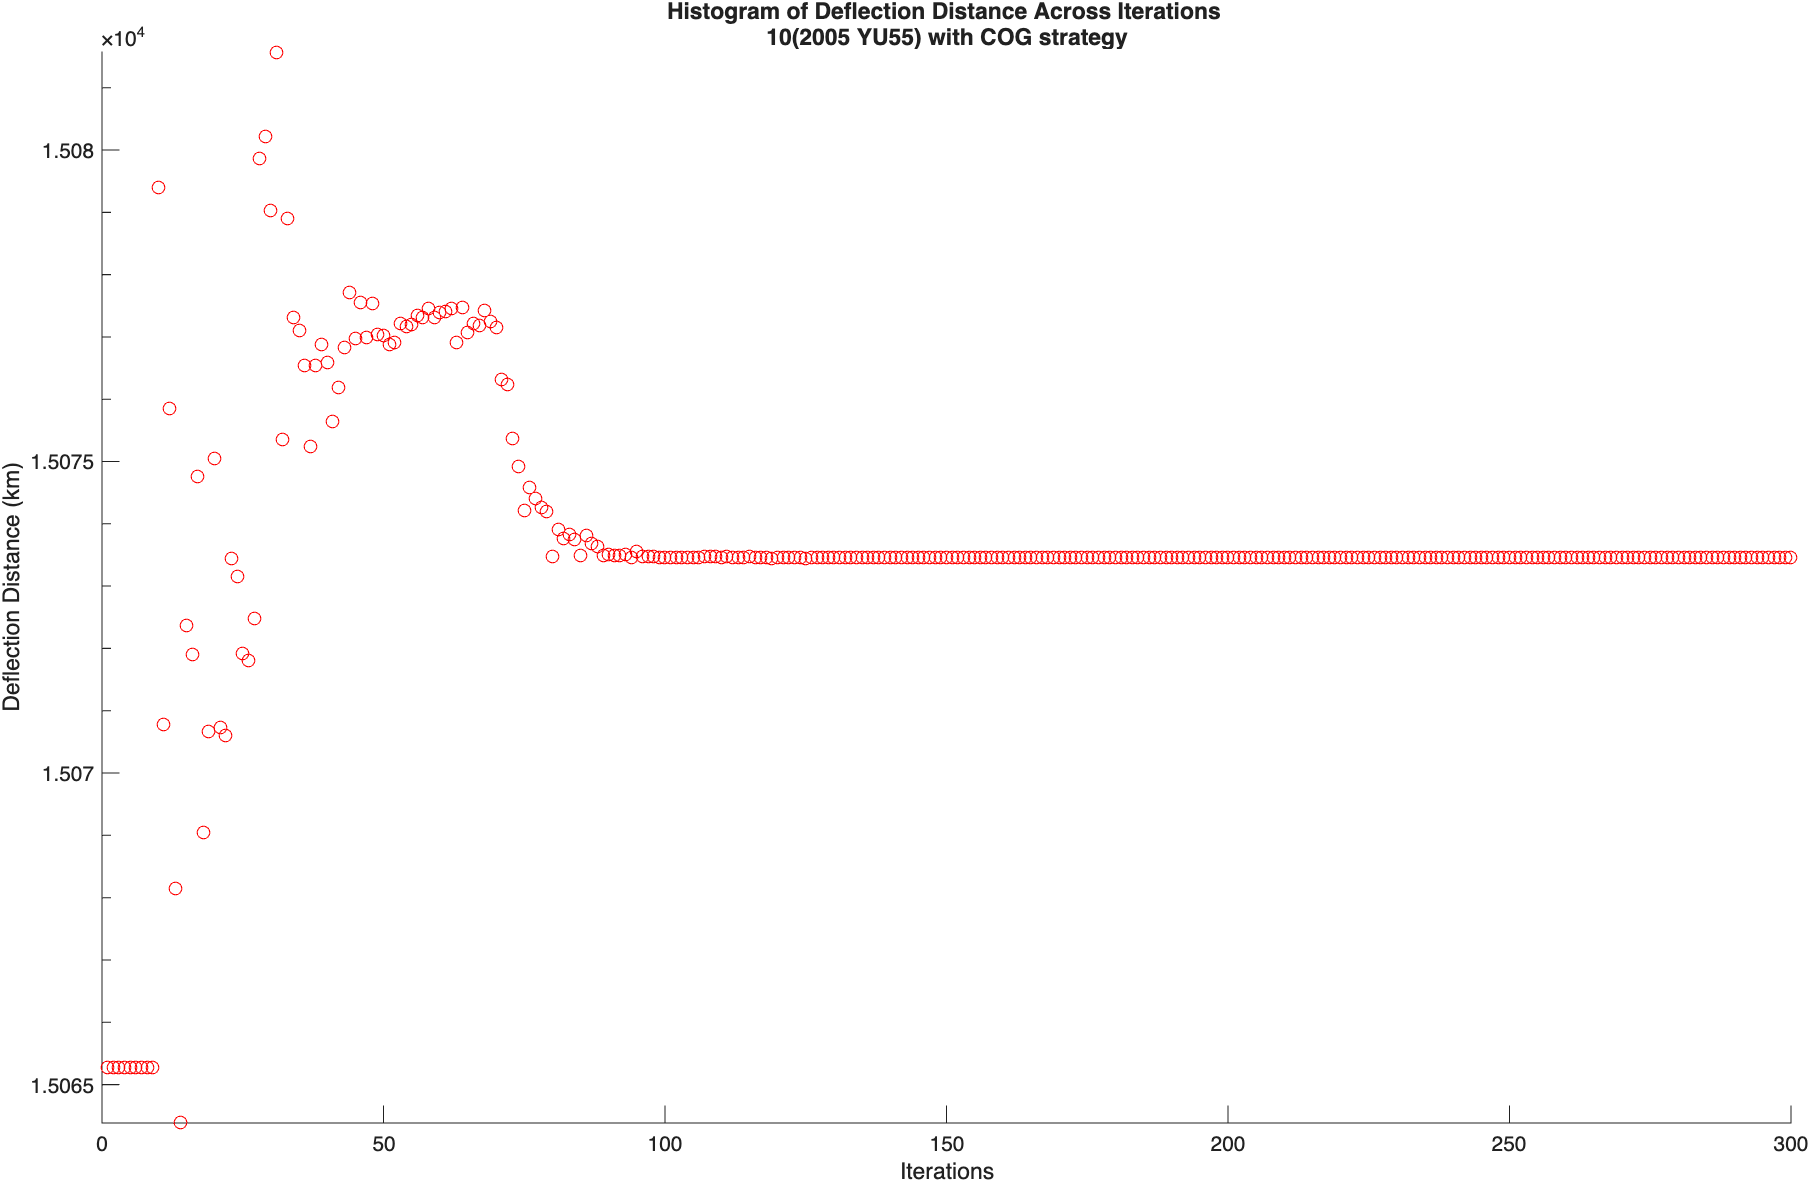 Histogram of Deflection Distance Across Iterations
10(2005 YU55) with COG strategy
×10⁴
1.508
1.5075
1.507
1.5065
Deflection Distance (km)
0 50 100 150 200 250 300
Iterations